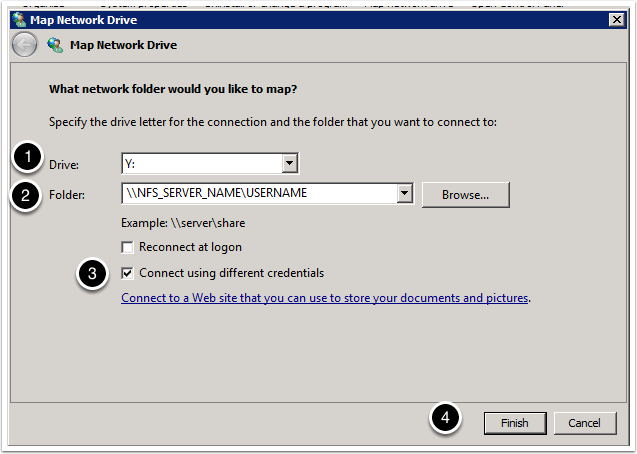 Map Network Drive
Map Network Drive
What network folder would you like to map?
Specify the drive letter for the connection and the folder that you want to connect to:
1 Drive: Y:
2 Folder: \\NFS_SERVER_NAME\USERNAME Browse...
Example: \\server\share
Reconnect at logon
3 Connect using different credentials
Connect to a Web site that you can use to store your documents and pictures.
4 Finish Cancel